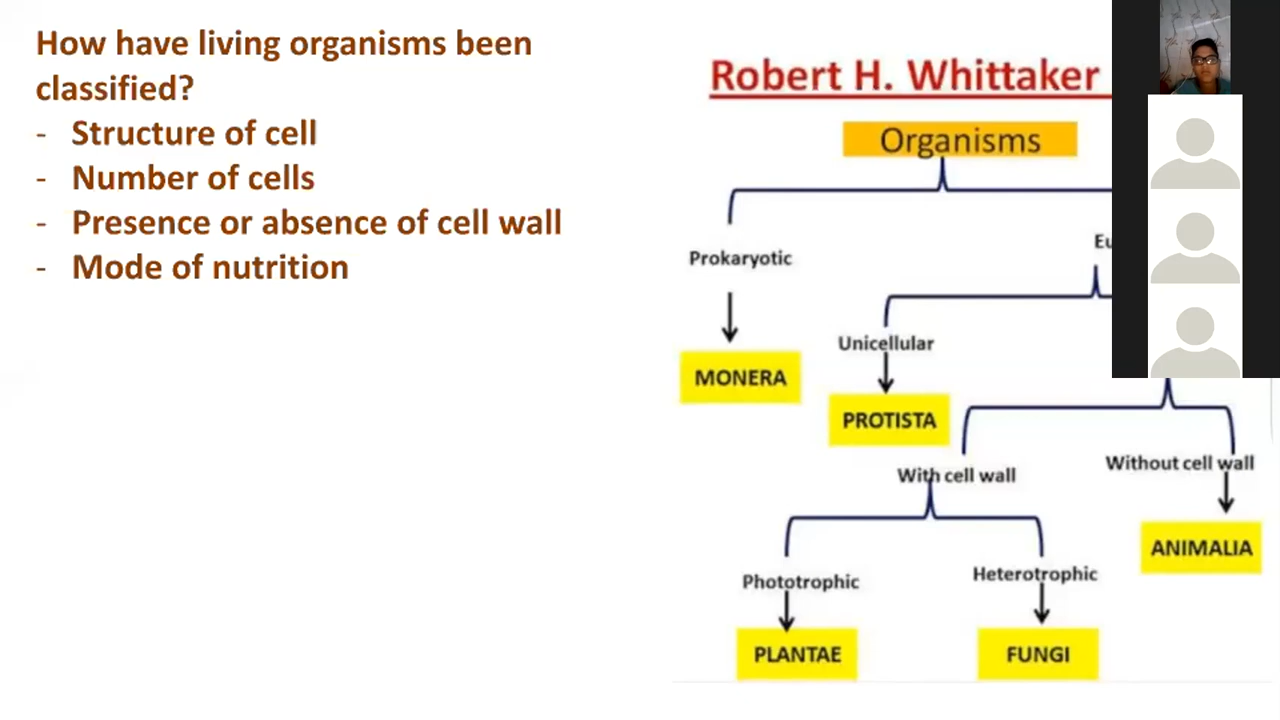 How have living organisms been
classified?
- Structure of cell
- Number of cells
- Presence or absence of cell wall
- Mode of nutrition
Robert H. Whittaker
Organisms
Prokaryotic
MONERA
Unicellular
PROTISTA
With cell wall
Without cell wall
ANIMALIA
Phototrophic
Heterotrophic
PLANTAE
FUNGI